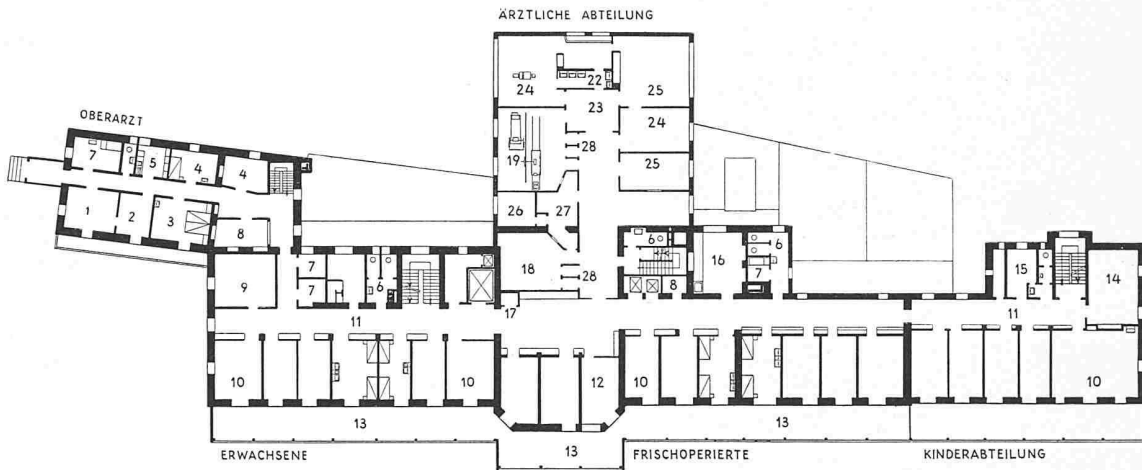 ÄRZTLICHE ABTEILUNG
24 22 25
23
OBERARZT
24
7 5 4 4
19 28
25
1 2 3
26 27
8
6 16 6
18 28 8 7
9 7 7 6
15 14
11 17 11
10 10 12 10 10
13 13 13
ERWACHSENE FRISCHOPERIERTE KINDERABTEILUNG